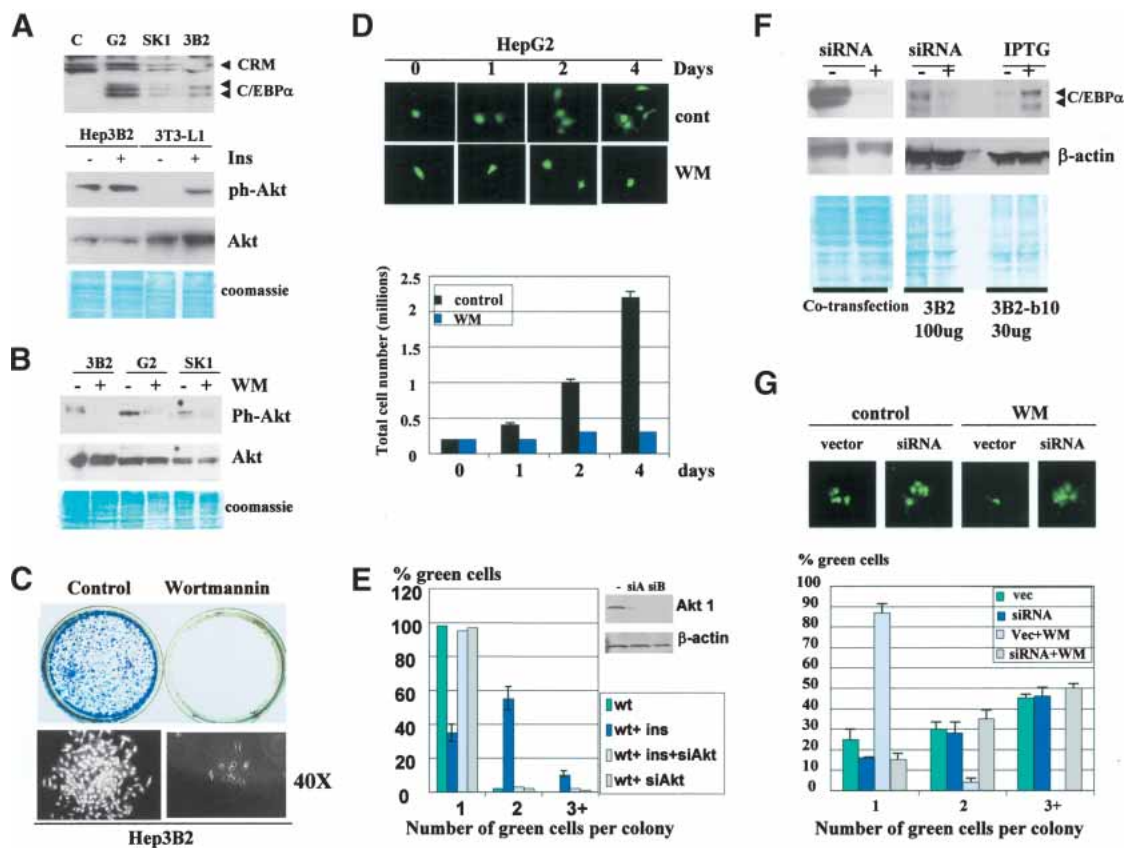 A
C G2 SK1 3B2
CRM
C/EBPα
Hep3B2 3T3-L1
Ins
- + - +
ph-Akt
Akt
coomassie
B
3B2 G2 SK1
- + - + - + WM
Ph-Akt
Akt
coomassie
C
Control Wortmannin
40X
Hep3B2
D
HepG2
0 1 2 4 Days
cont
WM
Total cell number (millions)
2.5
2
1.5
1
0.5
0
control
WM
0 1 2 4 days
E
% green cells
120
100
80
60
40
20
0
- siA siB
Akt 1
β-actin
wt
wt+ ins
wt+ ins+siAkt
wt+ siAkt
1 2 3+
Number of green cells per colony
F
siRNA siRNA IPTG
- + - + - +
C/EBPα
β-actin
Co-transfection 3B2 3B2-b10
100ug 30ug
G
control WM
vector siRNA vector siRNA
% green cells
100
90
80
70
60
50
40
30
20
10
0
vec
siRNA
Vec+WM
siRNA+WM
1 2 3+
Number of green cells per colony